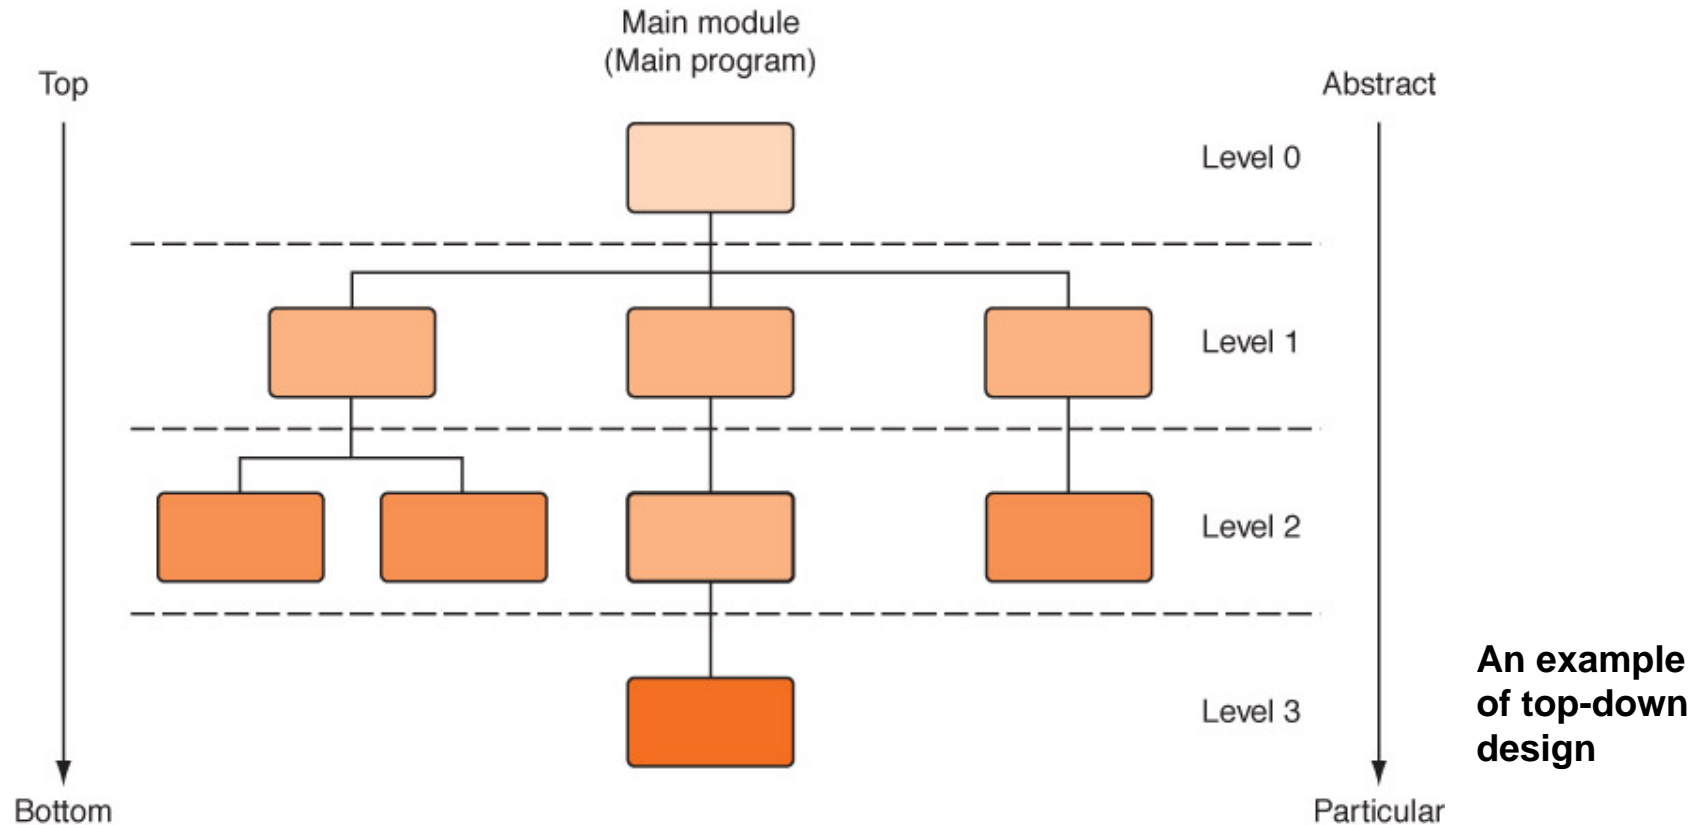 Main module
(Main program)
Top
Abstract
Level 0
Level 1
Level 2
Level 3
An example
of top-down
design
Bottom
Particular